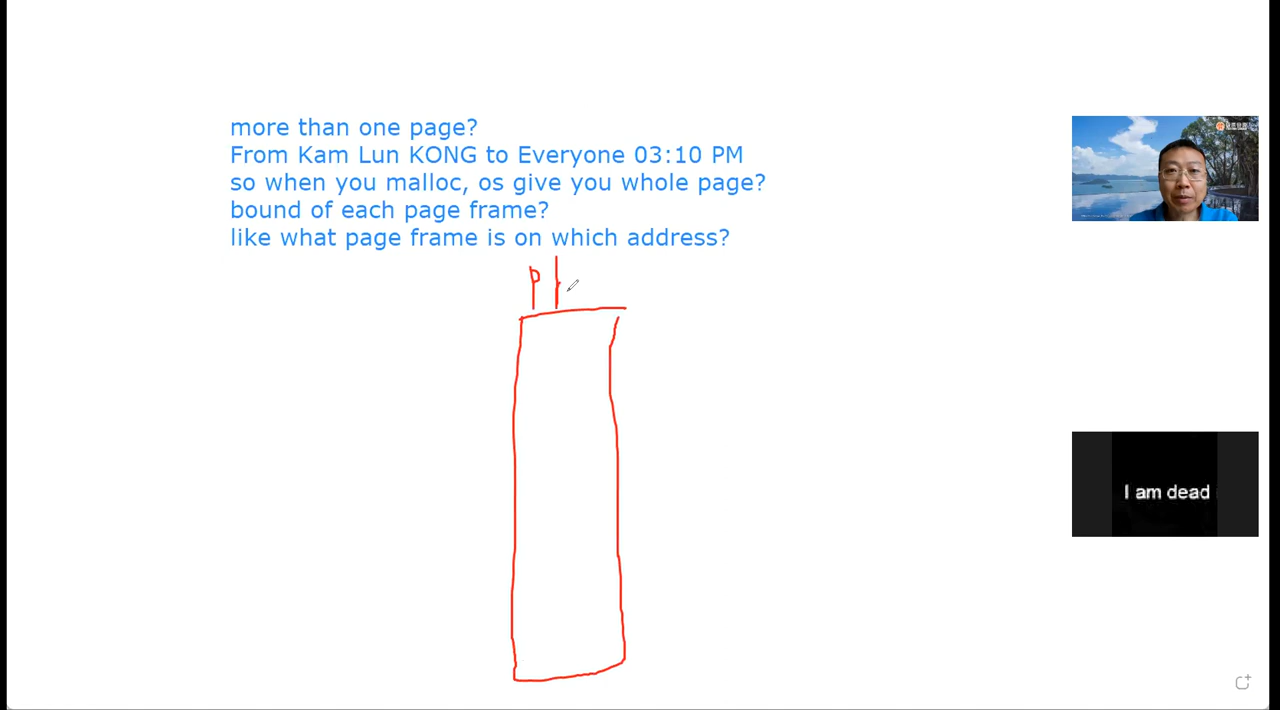 more than one page?
From Kam Lun KONG to Everyone 03:10 PM
so when you malloc, os give you whole page?
bound of each page frame?
like what page frame is on which address?
I am dead